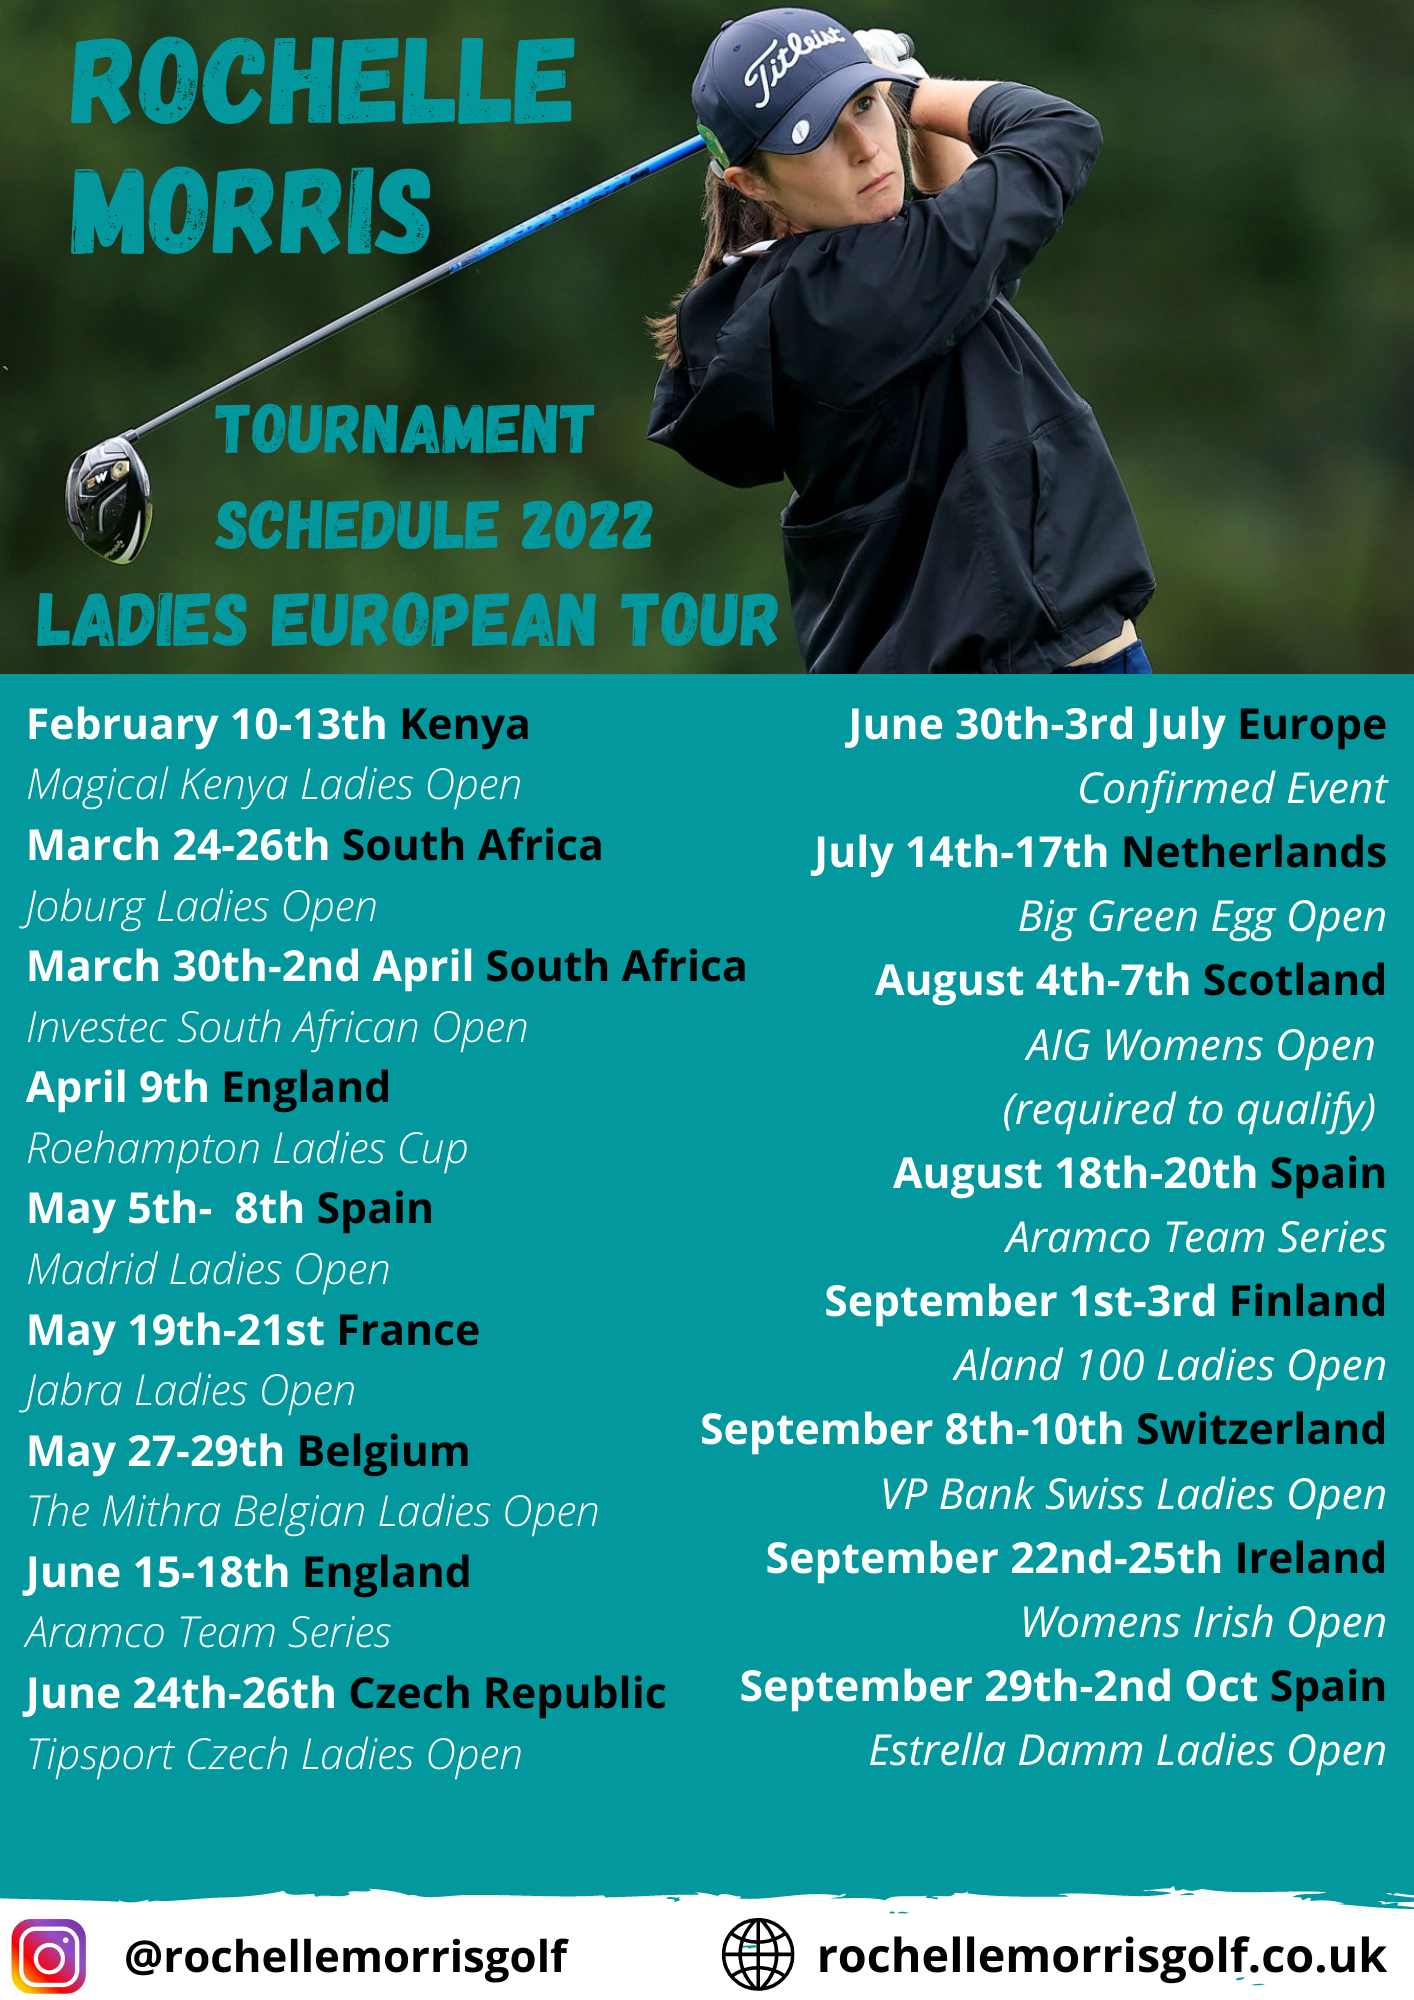 ROCHELLE
MORRIS
Titleist
TOURNAMENT
SCHEDULE 2022
LADIES EUROPEAN TOUR
February 10-13th Kenya
Magical Kenya Ladies Open
March 24-26th South Africa
Joburg Ladies Open
March 30th-2nd April South Africa
Investec South African Open
April 9th England
Roehampton Ladies Cup
May 5th-  8th Spain
Madrid Ladies Open
May 19th-21st France
Jabra Ladies Open
May 27-29th Belgium
The Mithra Belgian Ladies Open
June 15-18th England
Aramco Team Series
June 24th-26th Czech Republic
Tipsport Czech Ladies Open
June 30th-3rd July Europe
Confirmed Event
July 14th-17th Netherlands
Big Green Egg Open
August 4th-7th Scotland
AIG Womens Open
(required to qualify)
August 18th-20th Spain
Aramco Team Series
September 1st-3rd Finland
Aland 100 Ladies Open
September 8th-10th Switzerland
VP Bank Swiss Ladies Open
September 22nd-25th Ireland
Womens Irish Open
September 29th-2nd Oct Spain
Estrella Damm Ladies Open
@rochellemorrisgolf
rochellemorrisgolf.co.uk